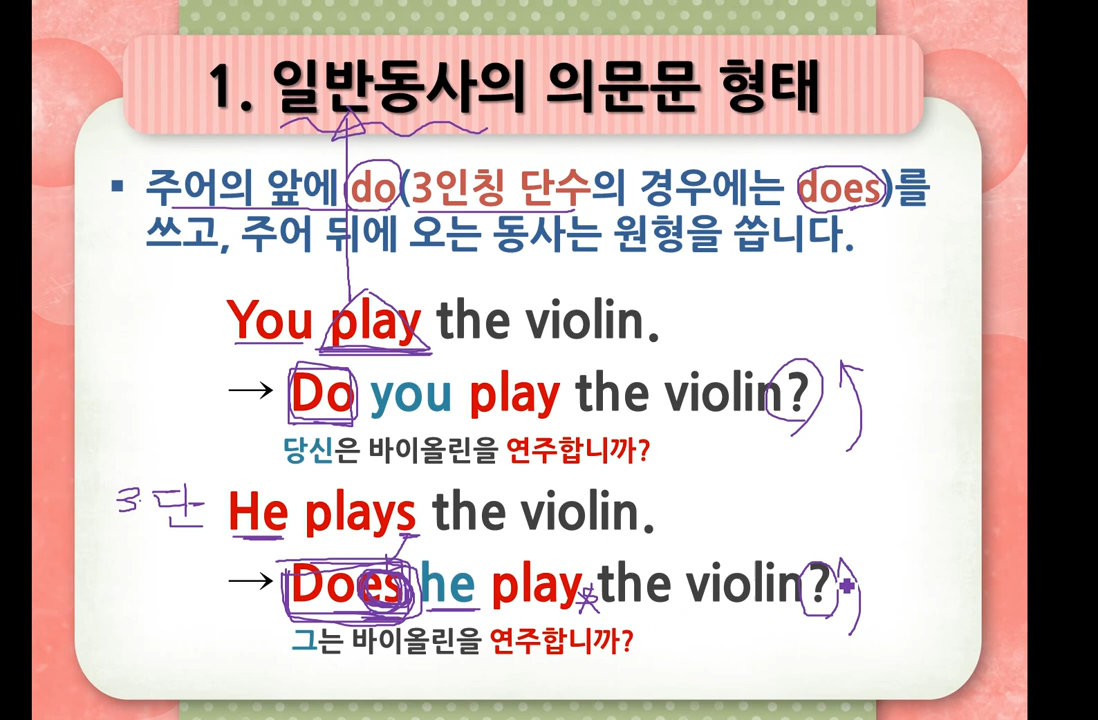 1. 일반동사의 의문문 형태
▪ 주어의 앞에 do(3인칭 단수의 경우에는 does)를
쓰고, 주어 뒤에 오는 동사는 원형을 씁니다.
You play the violin.
→ Do you play the violin?
당신은 바이올린을 연주합니까?
3·단 He plays the violin.
→ Does he play the violin?
그는 바이올린을 연주합니까?